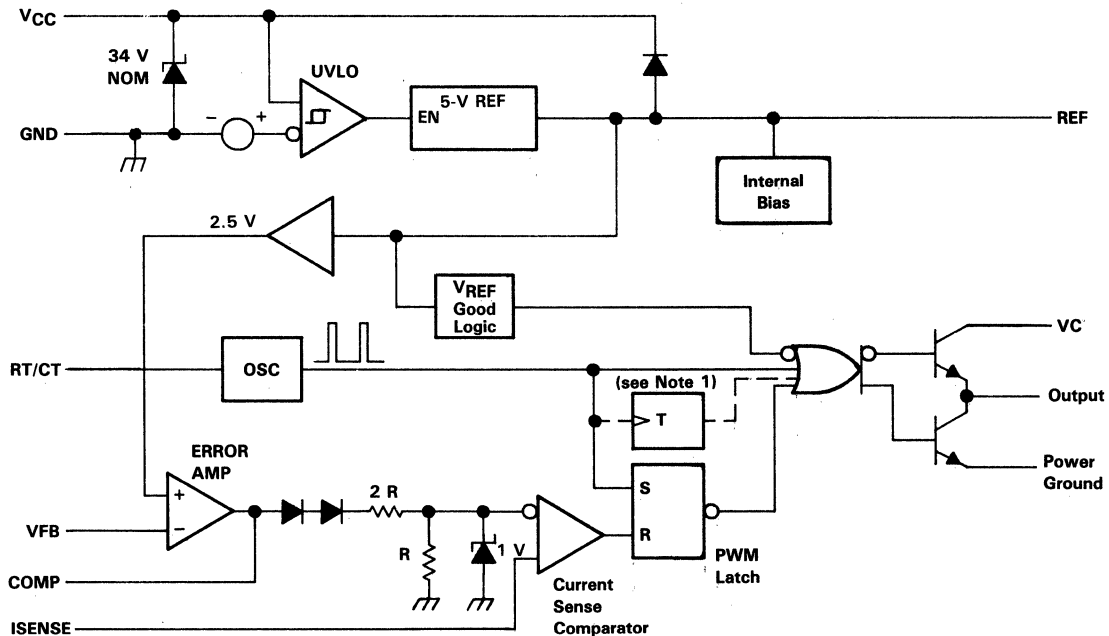 VCC
34 V
NOM
UVLO
5-V REF
EN
- +
GND
REF
Internal
Bias
2.5 V
VREF
Good
Logic
VC
RT/CT
OSC
(see Note 1)
T
Output
ERROR
AMP
Power
Ground
+
2 R
S
VFB
-
R
1 V
R
PWM
Latch
COMP
Current
Sense
Comparator
ISENSE